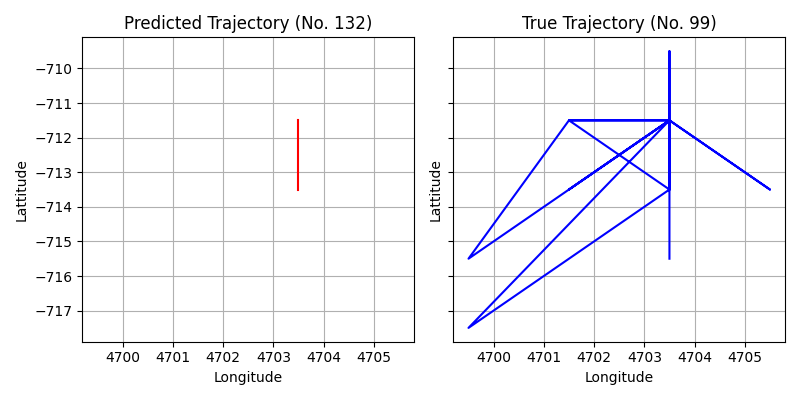 Predicted Trajectory (No. 132)
True Trajectory (No. 99)
−710
−711
−712
−713
−714
−715
−716
−717
Lattitude
Lattitude
4700 4701 4702 4703 4704 4705
4700 4701 4702 4703 4704 4705
Longitude
Longitude